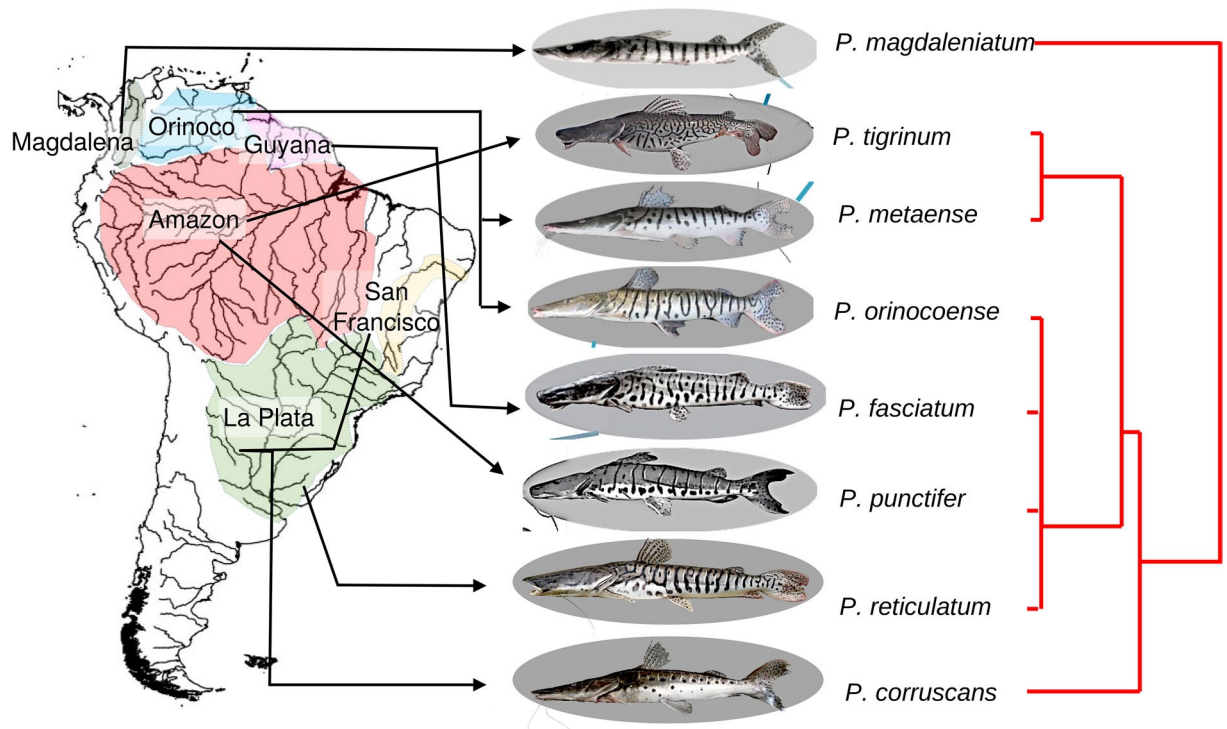 Magdalena
Orinoco
Guyana
Amazon
San
Francisco
La Plata
P. magdaleniatum
P. tigrinum
P. metaense
P. orinocoense
P. fasciatum
P. punctifer
P. reticulatum
P. corruscans